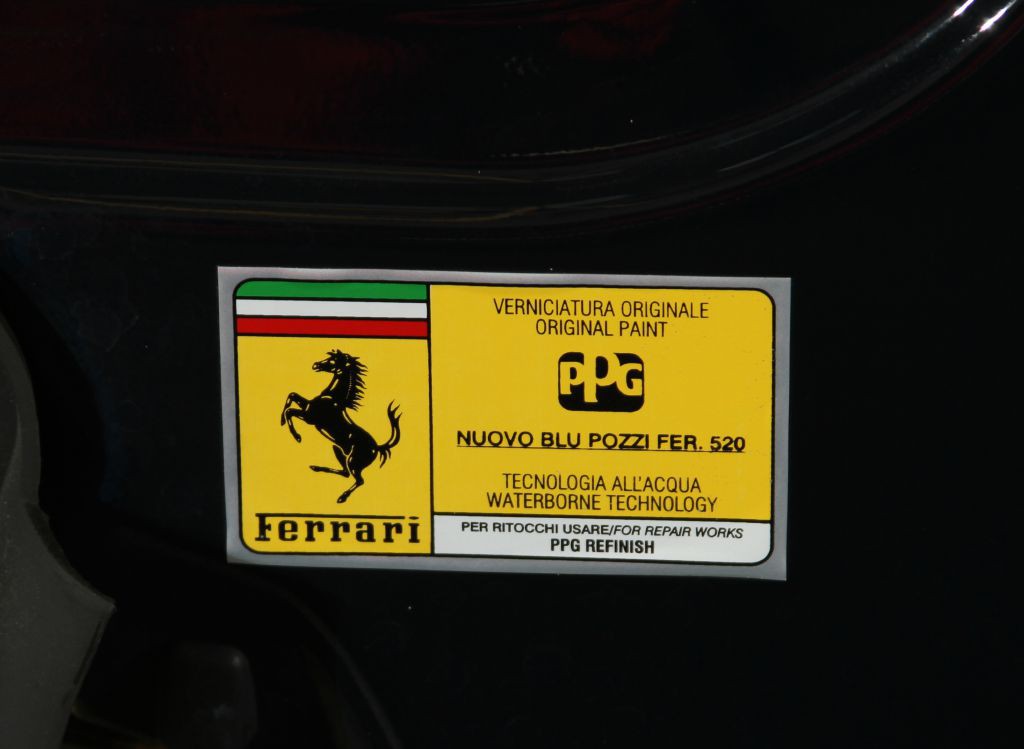 VERNICIATURA ORIGINALE
ORIGINAL PAINT
PPG
NUOVO BLU POZZI FER. 520
TECNOLOGIA ALL'ACQUA
WATERBORNE TECHNOLOGY
Ferrari
PER RITOCCHI USARE/FOR REPAIR WORKS
PPG REFINISH